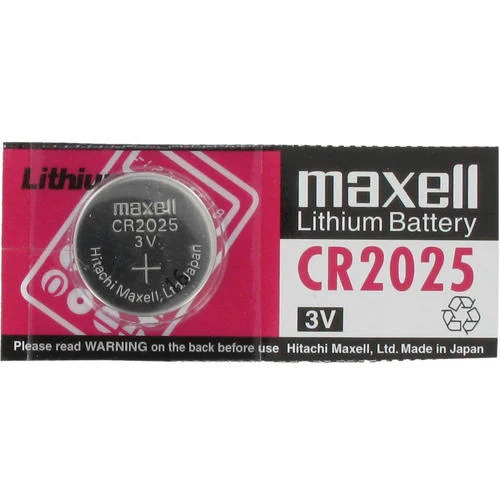 Lithiu
maxell
CR2025
3V
+
Hitachi Maxell, Ltd. Japan
maxell
Lithium Battery
CR2025
3V
Please read WARNING on the back before use
Hitachi Maxell, Ltd. Made in Japan